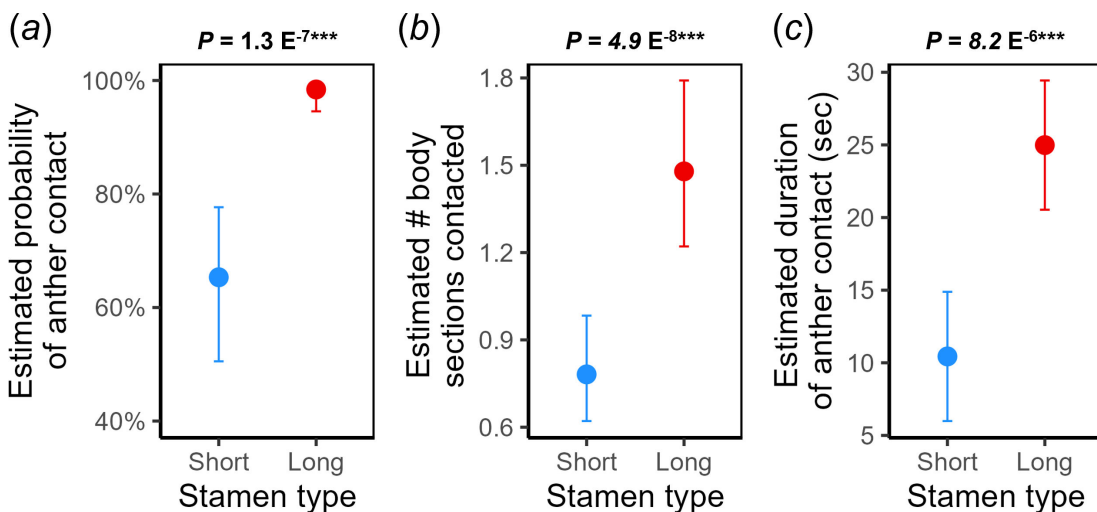 (a)
P = 1.3 E-7***
Estimated probability
of anther contact
100%
80%
60%
40%
Short Long
Stamen type
(b)
P = 4.9 E-8***
Estimated # body
sections contacted
1.8
1.5
1.2
0.9
0.6
Short Long
Stamen type
(c)
P = 8.2 E-6***
Estimated duration
of anther contact (sec)
30
25
20
15
10
5
Short Long
Stamen type